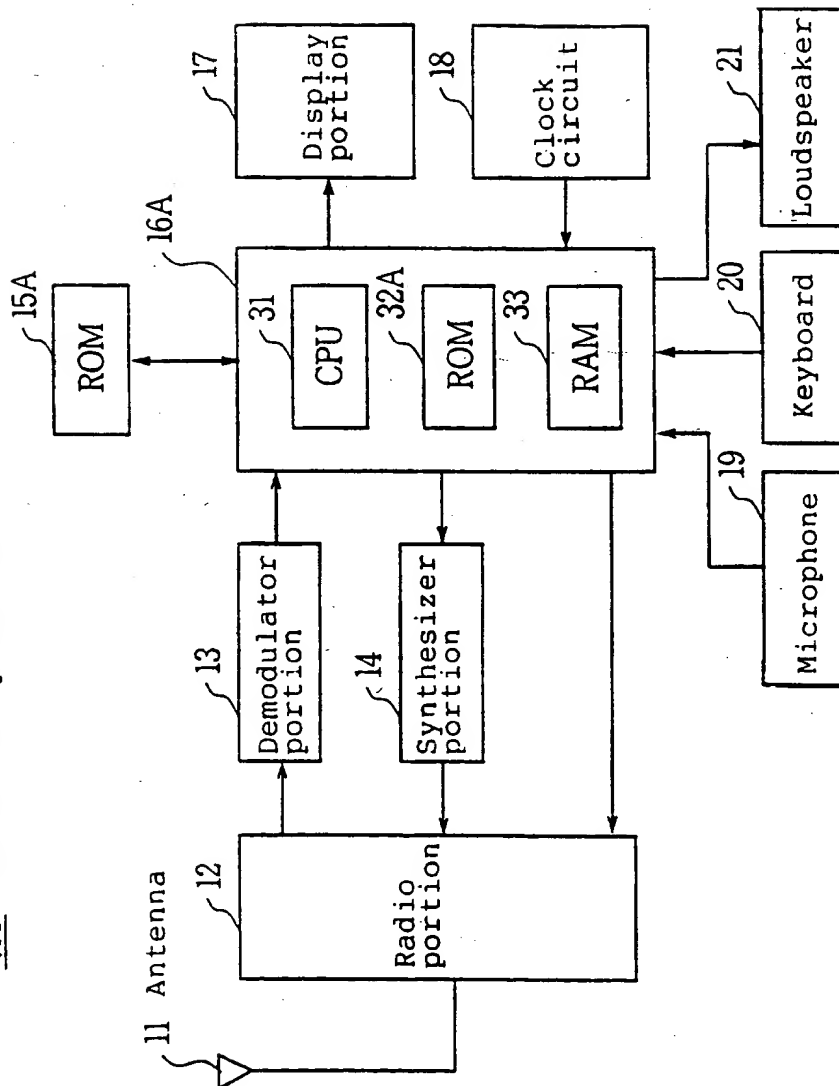 11 Antenna
12
Radio
portion
13
Demodulator
portion
14
Synthesizer
portion
15A
ROM
16A
31
CPU
32A
ROM
33
RAM
17
Display
portion
18
Clock
circuit
19
Microphone
20
Keyboard
21
Loudspeaker